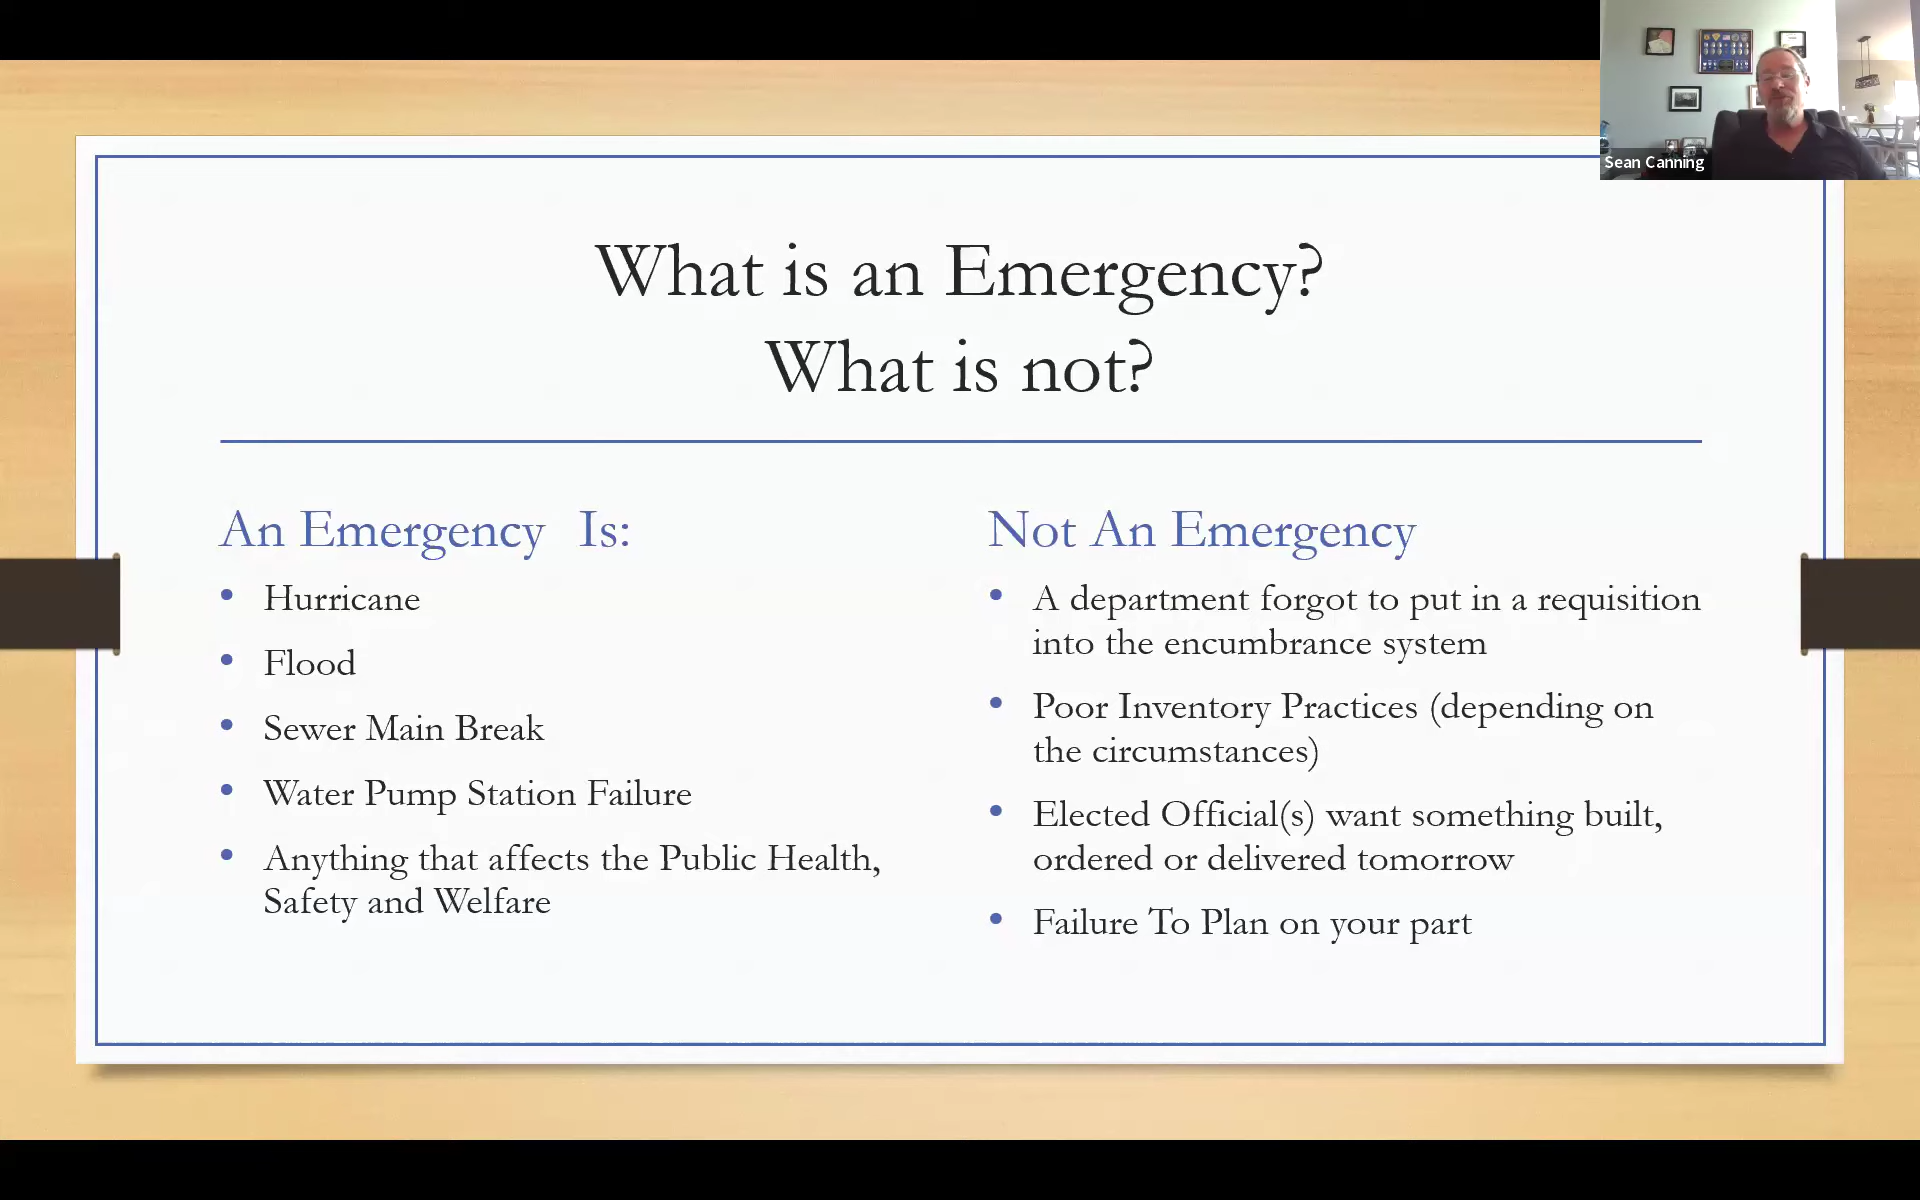 Sean Canning
What is an Emergency?
What is not?
An Emergency  Is:
• Hurricane
• Flood
• Sewer Main Break
• Water Pump Station Failure
• Anything that affects the Public Health,
Safety and Welfare
Not An Emergency
• A department forgot to put in a requisition
into the encumbrance system
• Poor Inventory Practices (depending on
the circumstances)
• Elected Official(s) want something built,
ordered or delivered tomorrow
• Failure To Plan on your part